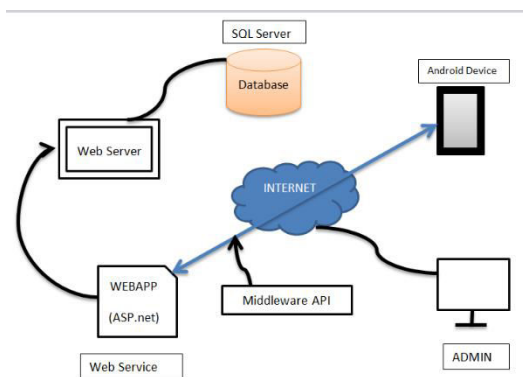 SQL Server
Database
Android Device
Web Server
INTERNET
WEBAPP
(ASP.net)
Middleware API
Web Service
ADMIN